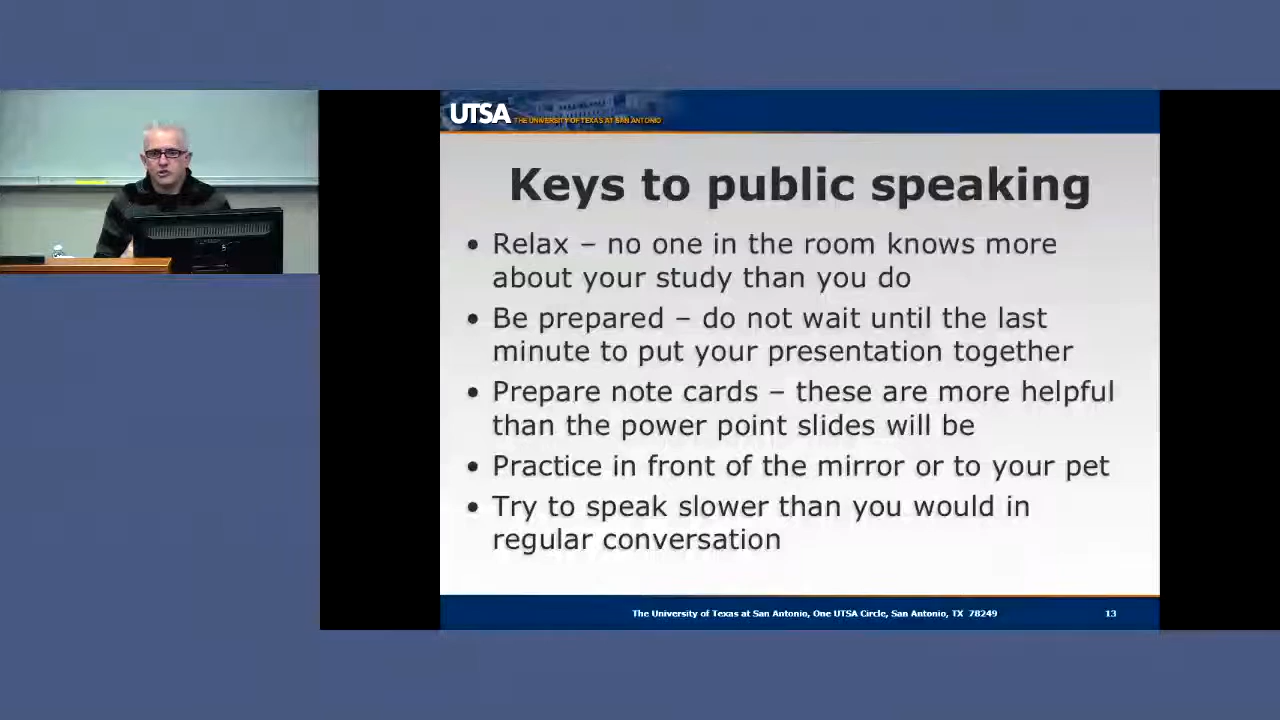 UTSA THE UNIVERSITY OF TEXAS AT SAN ANTONIO
Keys to public speaking
• Relax – no one in the room knows more
about your study than you do
• Be prepared – do not wait until the last
minute to put your presentation together
• Prepare note cards – these are more helpful
than the power point slides will be
• Practice in front of the mirror or to your pet
• Try to speak slower than you would in
regular conversation
The University of Texas at San Antonio, One UTSA Circle, San Antonio, TX 78249 13